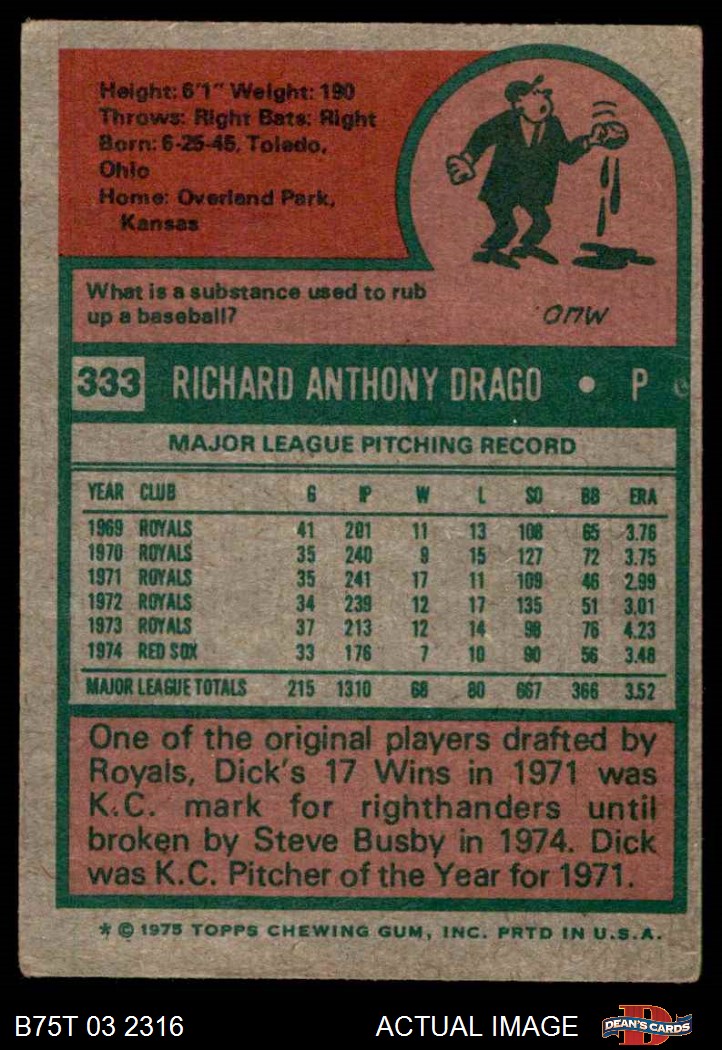 Height: 6'1" Weight: 190
Throws: Right Bats: Right
Born: 6-25-45, Toledo,
Ohio
Home: Overland Park,
Kansas
What is a substance used to rub
up a baseball?
MUD
333 RICHARD ANTHONY DRAGO • P
MAJOR LEAGUE PITCHING RECORD
YEAR CLUB G IP W L SO BB ERA
1969 ROYALS 41 201 11 13 108 65 3.76
1970 ROYALS 35 240 9 15 127 72 3.75
1971 ROYALS 35 241 17 11 109 46 2.99
1972 ROYALS 34 239 12 17 135 51 3.01
1973 ROYALS 37 213 12 14 98 76 4.23
1974 RED SOX 33 176 7 10 90 56 3.48
MAJOR LEAGUE TOTALS 215 1310 68 80 667 366 3.52
One of the original players drafted by
Royals, Dick's 17 Wins in 1971 was
K.C. mark for righthanders until
broken by Steve Busby in 1974. Dick
was K.C. Pitcher of the Year for 1971.
* © 1975 TOPPS CHEWING GUM, INC. PRTD IN U.S.A.
B75T 03 2316 ACTUAL IMAGE D DEAN'S CARDS